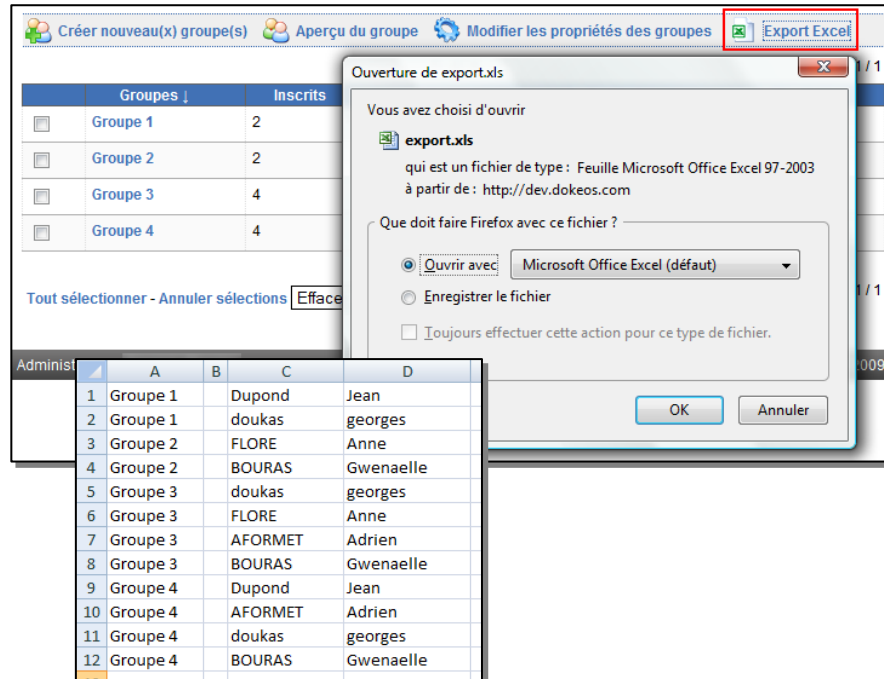 Créer nouveau(x) groupe(s) Aperçu du groupe Modifier les propriétés des groupes Export Excel
1 / 1
Groupes ↓ Inscrits
Groupe 1 2
Groupe 2 2
Groupe 3 4
Groupe 4 4
Tout sélectionner - Annuler sélections Efface
1 / 1
Administ
2009
Ouverture de export.xls
Vous avez choisi d'ouvrir
export.xls
qui est un fichier de type : Feuille Microsoft Office Excel 97-2003
à partir de : http://dev.dokeos.com
Que doit faire Firefox avec ce fichier ?
Ouvrir avec Microsoft Office Excel (défaut)
Enregistrer le fichier
Toujours effectuer cette action pour ce type de fichier.
OK Annuler
A B C D
1 Groupe 1 Dupond Jean
2 Groupe 1 doukas georges
3 Groupe 2 FLORE Anne
4 Groupe 2 BOURAS Gwenaelle
5 Groupe 3 doukas georges
6 Groupe 3 FLORE Anne
7 Groupe 3 AFORMET Adrien
8 Groupe 3 BOURAS Gwenaelle
9 Groupe 4 Dupond Jean
10 Groupe 4 AFORMET Adrien
11 Groupe 4 doukas georges
12 Groupe 4 BOURAS Gwenaelle